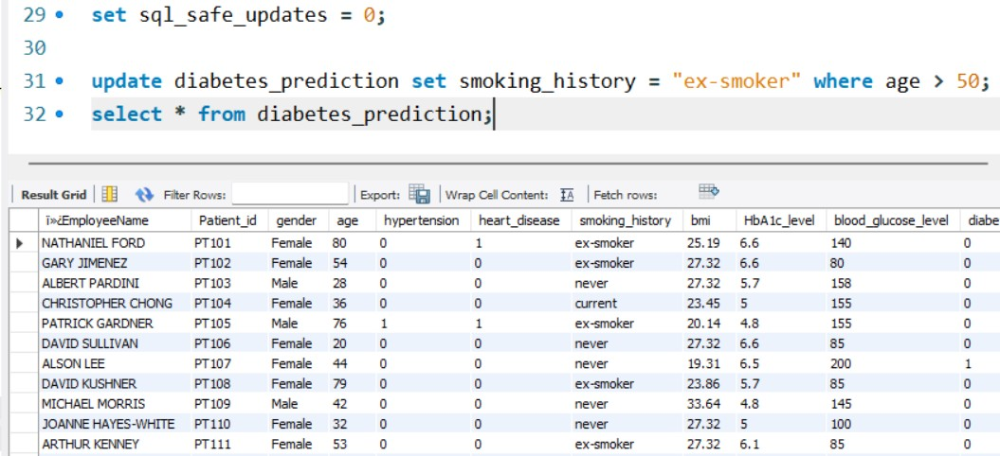 29 set sql_safe_updates = 0;
30
31 update diabetes_prediction set smoking_history = "ex-smoker" where age > 50;
32 select * from diabetes_prediction;
Result Grid Filter Rows: Export: Wrap Cell Content: Fetch rows:
ï»¿EmployeeName Patient_id gender age hypertension heart_disease smoking_history bmi HbA1c_level blood_glucose_level diabe
NATHANIEL FORD PT101 Female 80 0 1 ex-smoker 25.19 6.6 140 0
GARY JIMENEZ PT102 Female 54 0 0 ex-smoker 27.32 6.6 80 0
ALBERT PARDINI PT103 Male 28 0 0 never 27.32 5.7 158 0
CHRISTOPHER CHONG PT104 Female 36 0 0 current 23.45 5 155 0
PATRICK GARDNER PT105 Male 76 1 1 ex-smoker 20.14 4.8 155 0
DAVID SULLIVAN PT106 Female 20 0 0 never 27.32 6.6 85 0
ALSON LEE PT107 Female 44 0 0 never 19.31 6.5 200 1
DAVID KUSHNER PT108 Female 79 0 0 ex-smoker 23.86 5.7 85 0
MICHAEL MORRIS PT109 Male 42 0 0 never 33.64 4.8 145 0
JOANNE HAYES-WHITE PT110 Female 32 0 0 never 27.32 5 100 0
ARTHUR KENNEY PT111 Female 53 0 0 ex-smoker 27.32 6.1 85 0